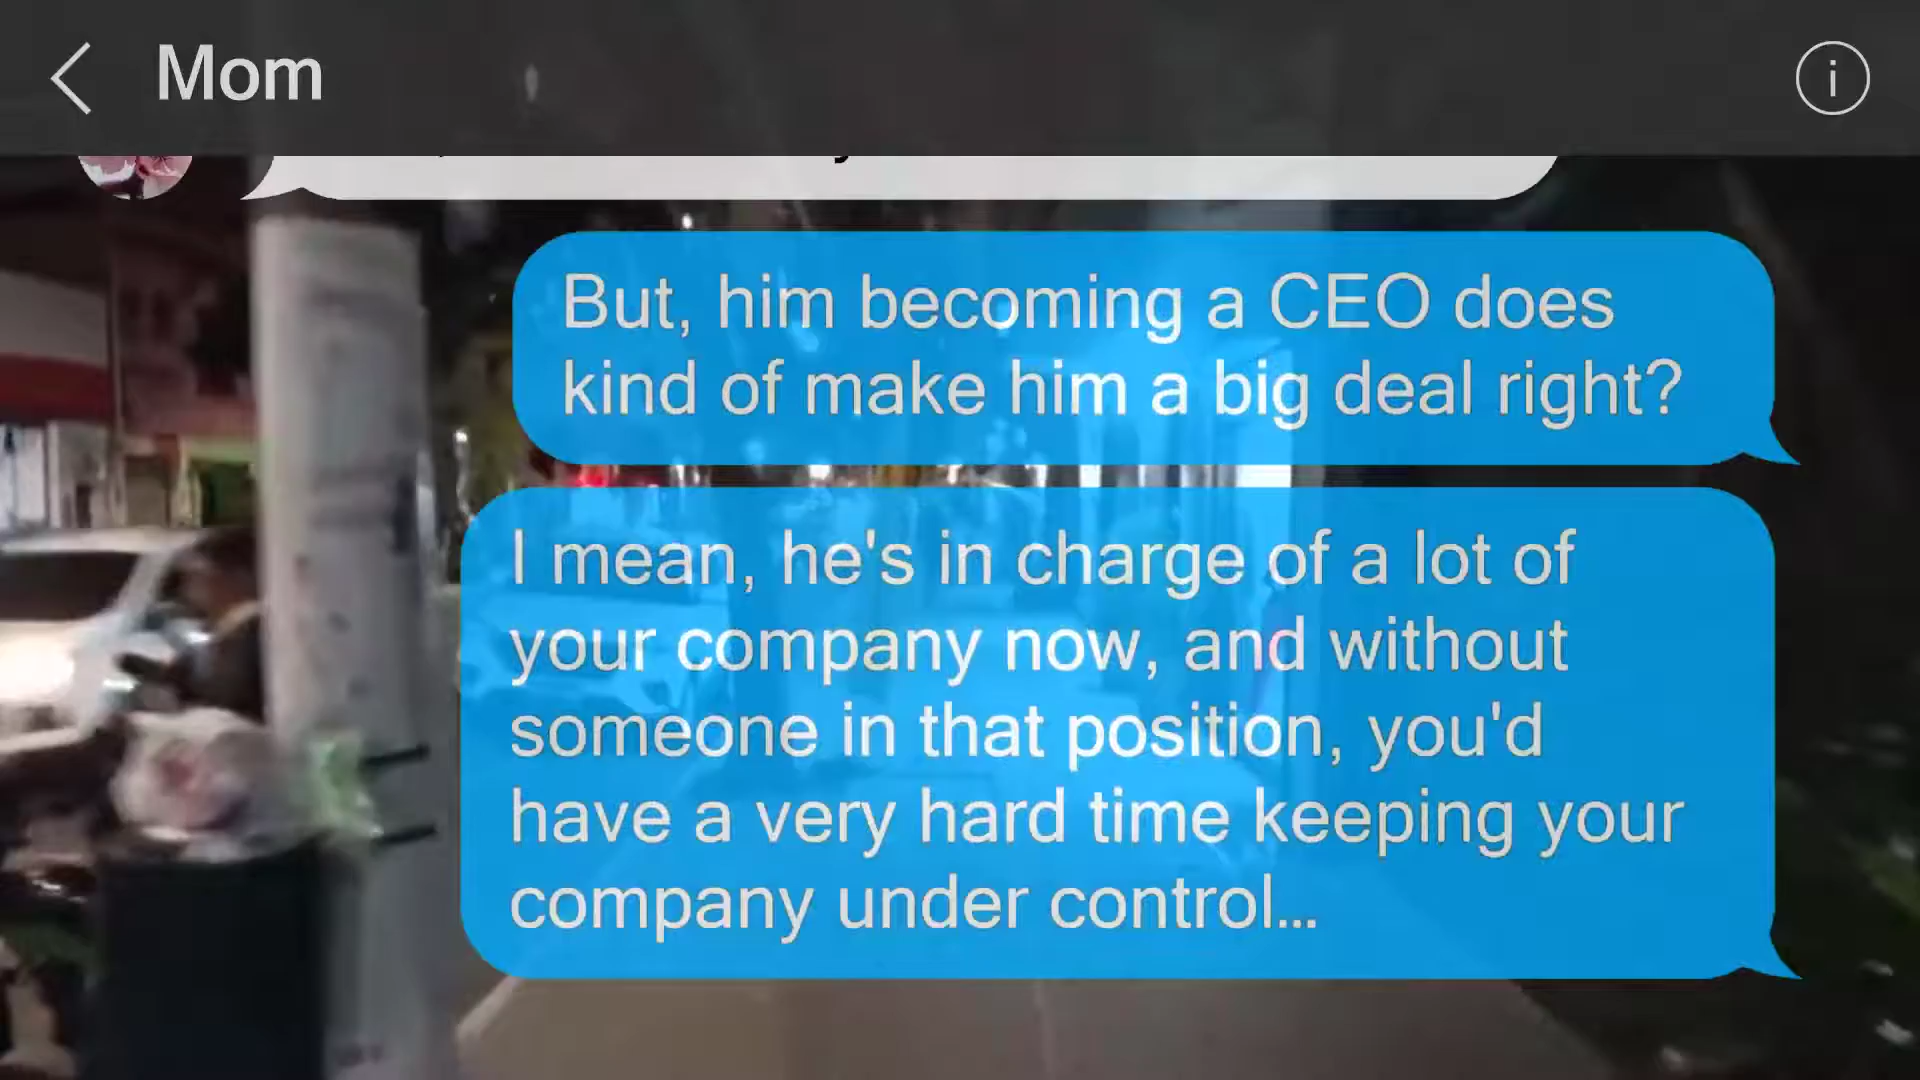 Mom
But, him becoming a CEO does
kind of make him a big deal right?
I mean, he's in charge of a lot of
your company now, and without
someone in that position, you'd
have a very hard time keeping your
company under control...